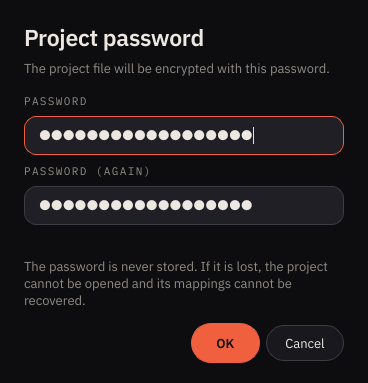 Project password
The project file will be encrypted with this password.
PASSWORD
●●●●●●●●●●●●●●●●●●
PASSWORD (AGAIN)
●●●●●●●●●●●●●●●●●●
The password is never stored. If it is lost, the project
cannot be opened and its mappings cannot be
recovered.
OK Cancel